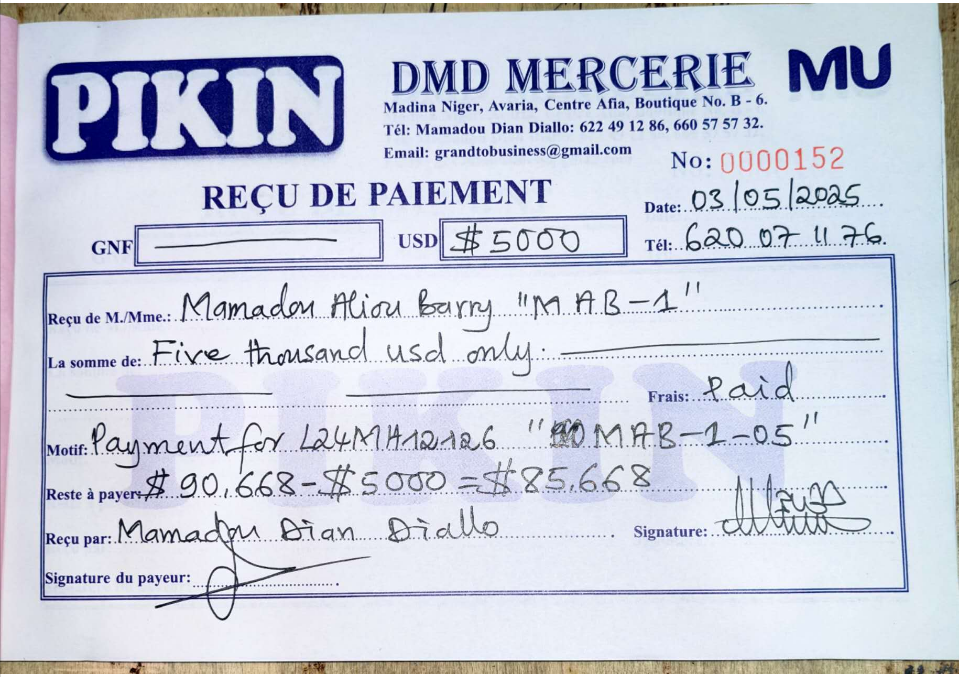 PIKIN
DMD MERCERIE MU
Madina Niger, Avaria, Centre Afia, Boutique No. B - 6.
Tél: Mamadou Dian Diallo: 622 49 12 86, 660 57 57 32.
Email: grandtobusiness@gmail.com
No: 0000152
REÇU DE PAIEMENT
Date: 03/05/2025
GNF USD $ 5000
Tél: 620 07 11 76.
Reçu de M./Mme.: Mamadou Aliou Barry "MAB-1"
La somme de: Five thousand usd only.
Frais: Paid
Motif: Payment for L24MH12126 "MAB-1-05"
Reste à payer: $ 90.668 - $5000 = $85.668
Reçu par: Mamadou Dian Diallo Signature:
Signature du payeur:
PIKIN